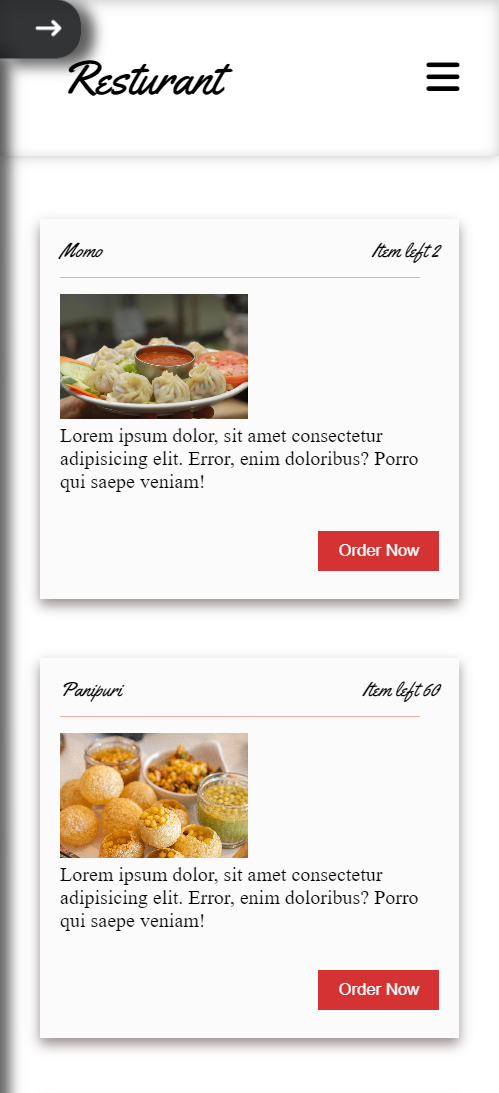 Resturant
Momo
Item left 2
Lorem ipsum dolor, sit amet consectetur
adipisicing elit. Error, enim doloribus? Porro
qui saepe veniam!
Order Now
Panipuri
Item left 60
Lorem ipsum dolor, sit amet consectetur
adipisicing elit. Error, enim doloribus? Porro
qui saepe veniam!
Order Now